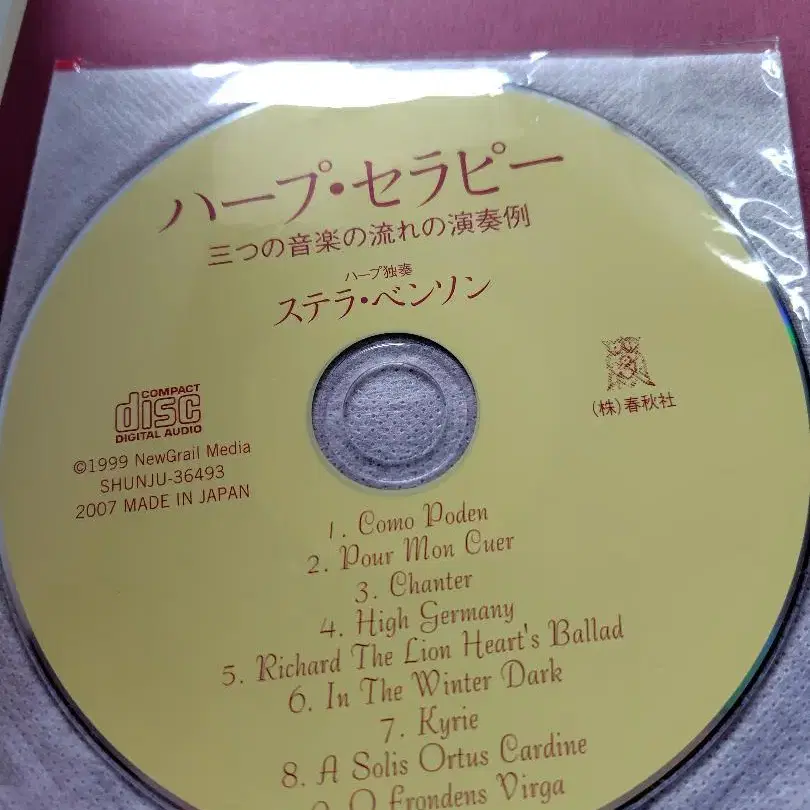 ハープ・セラピー
三つの音楽の流れの演奏例
ハープ独奏
ステラ・ベンソン
COMPACT
disc
DIGITAL AUDIO
©1999 NewGrail Media
SHUNJU-36493
2007 MADE IN JAPAN
(株)春秋社
1. Como Poden
2. Pour Mon Cuer
3. Chanter
4. High Germany
5. Richard The Lion Heart's Ballad
6. In The Winter Dark
7. Kyrie
8. A Solis Ortus Cardine
9. O Frondens Virga